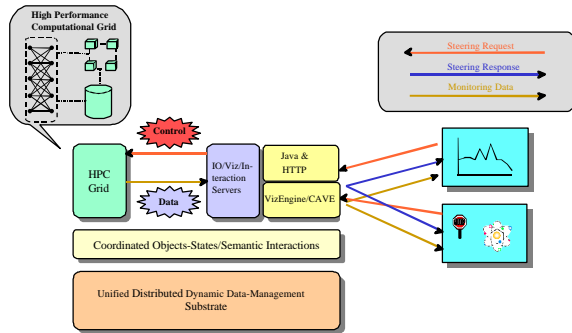 High Performance
Computational Grid
Steering Request
Steering Response
Monitoring Data
Control
HPC
Grid
Data
IO/Viz/In-
teraction
Servers
Java &
HTTP
VizEngine/CAVE
Coordinated Objects-States/Semantic Interactions
Unified Distributed Dynamic Data-Management
Substrate